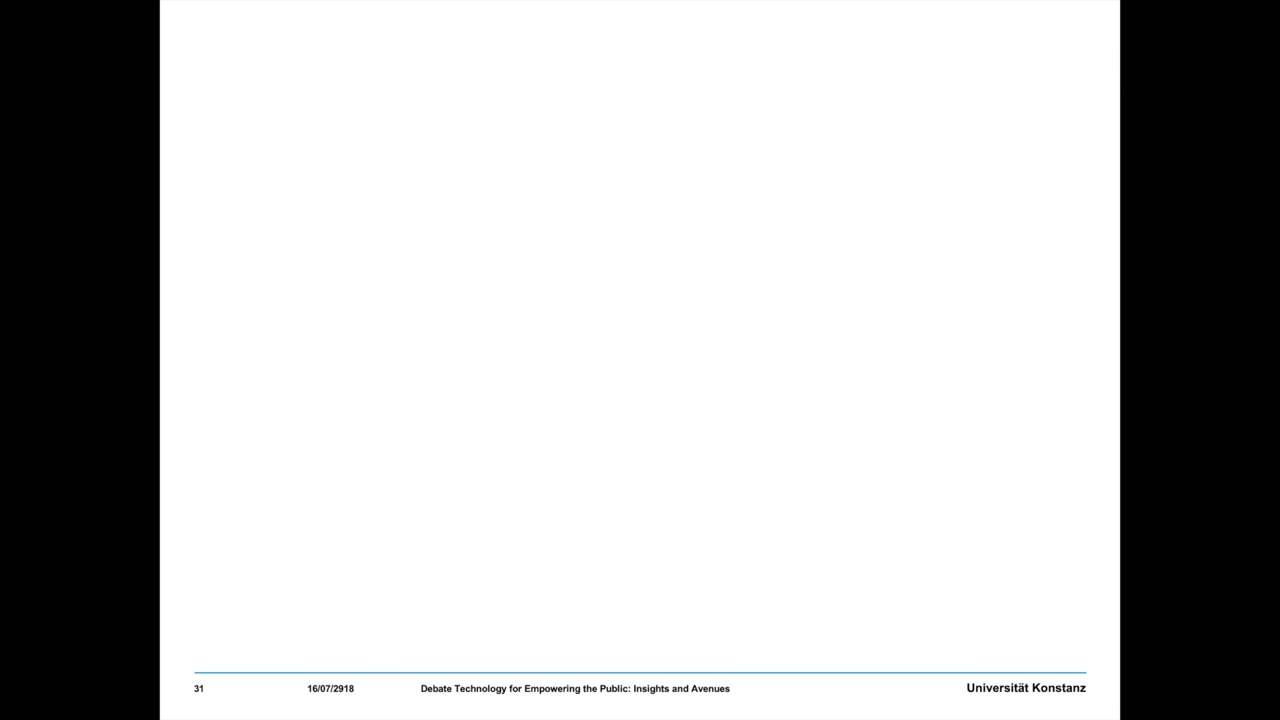 31 16/07/2918 Debate Technology for Empowering the Public: Insights and Avenues Universität Konstanz